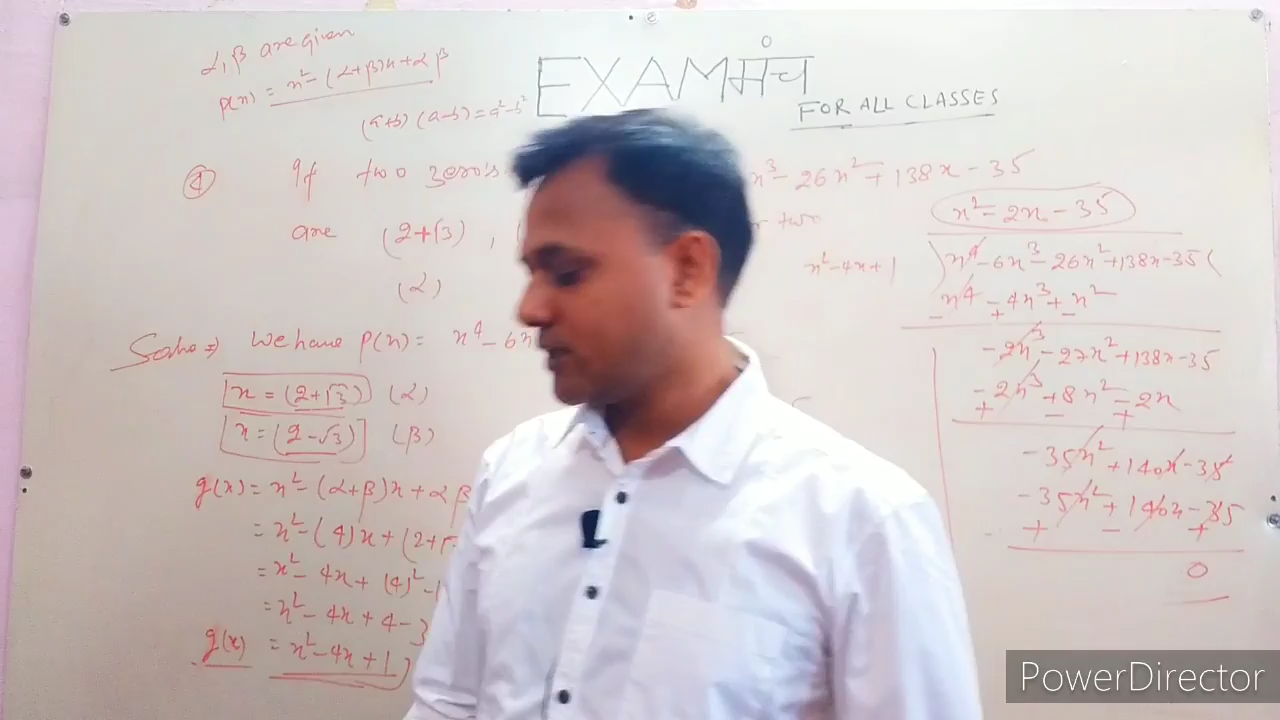 α, β are given
p(x) = x² - (α+β)x + αβ
(a+b) (a-b) = a² - b²
EXAMमंच
FOR ALL CLASSES
① If two zero's x³ - 26x² + 138x - 35
are (2+√3), two
(α)
Soln ⇒ We have p(x) = x⁴ - 6x
x = (2+√3) (α)
x = (2-√3) (β)
g(x) = x² - (α+β)x + αβ
= x² - (4)x + (2+√
= x² - 4x + (4)² - (
= x² - 4x + 4 - 3
g(x) = x² - 4x + 1
x² - 2x - 35
x² - 4x + 1 ) x⁴ - 6x³ - 26x² + 138x - 35 (
x⁴ - 4x³ + x²
- + -
- 2x³ - 27x² + 138x - 35
- 2x³ + 8x² - 2x
+ - +
- 35x² + 140x - 35
- 35x² + 140x - 35
+ - +
0
PowerDirector